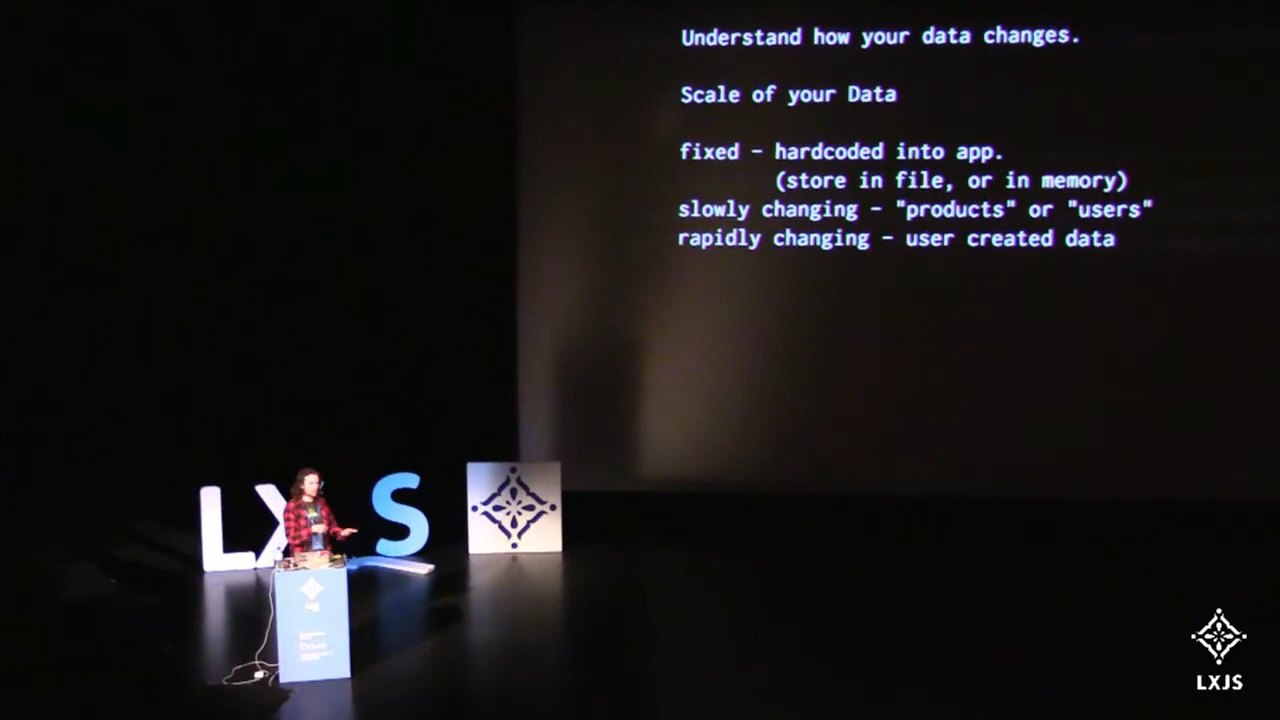 Understand how your data changes.
Scale of your Data
fixed - hardcoded into app.
(store in file, or in memory)
slowly changing - "products" or "users"
rapidly changing - user created data
LX S
LXJS